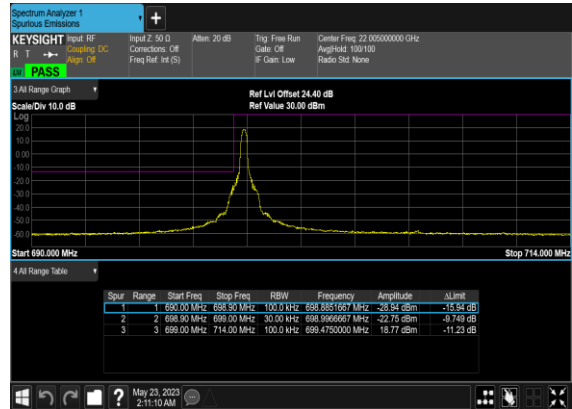 Spectrum Analyzer 1
Spurious Emissions
+
KEYSIGHT Input: RF Input Z: 50 Ω Atten: 20 dB Trig: Free Run Center Freq: 22.005000000 GHz
R T Coupling: DC Corrections: Off Gate: Off Avg|Hold: 100/100
Align: Off Freq Ref: Int (S) IF Gain: Low Radio Std: None
LW PASS
3 All Range Graph
Ref Lvl Offset 24.40 dB
Scale/Div 10.0 dB Ref Value 30.00 dBm
Log
20.0
10.0
0.00
-10.0
-20.0
-30.0
-40.0
-50.0
-60.0
Start 690.000 MHz Stop 714.000 MHz
4 All Range Table
Spur Range Start Freq Stop Freq RBW Frequency Amplitude ΔLimit
1 1 690.00 MHz 698.90 MHz 100.0 kHz 698.8851667 MHz -28.94 dBm -15.94 dB
2 2 698.90 MHz 699.00 MHz 30.00 kHz 698.9966667 MHz -22.75 dBm -9.749 dB
3 3 699.00 MHz 714.00 MHz 100.0 kHz 699.4750000 MHz 18.77 dBm -11.23 dB
? May 23, 2023
2:11:10 AM